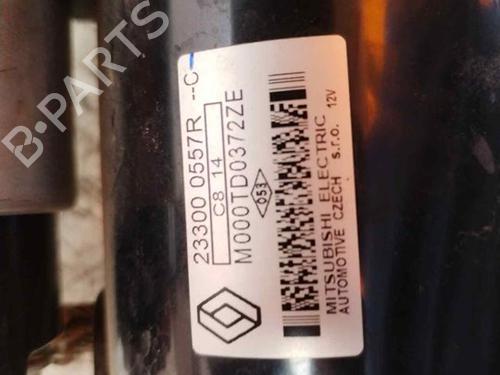 23300 0557R --C
C8 14
M000TD0372ZE
053
MITSUBISHI ELECTRIC
AUTOMOTIVE CZECH s.r.o. 12V
B-PARTS